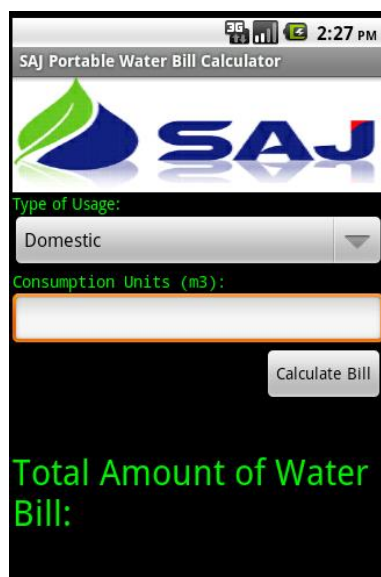 3G 2:27 PM
SAJ Portable Water Bill Calculator
SAJ
Type of Usage:
Domestic
Consumption Units (m3):
Calculate Bill
Total Amount of Water
Bill: